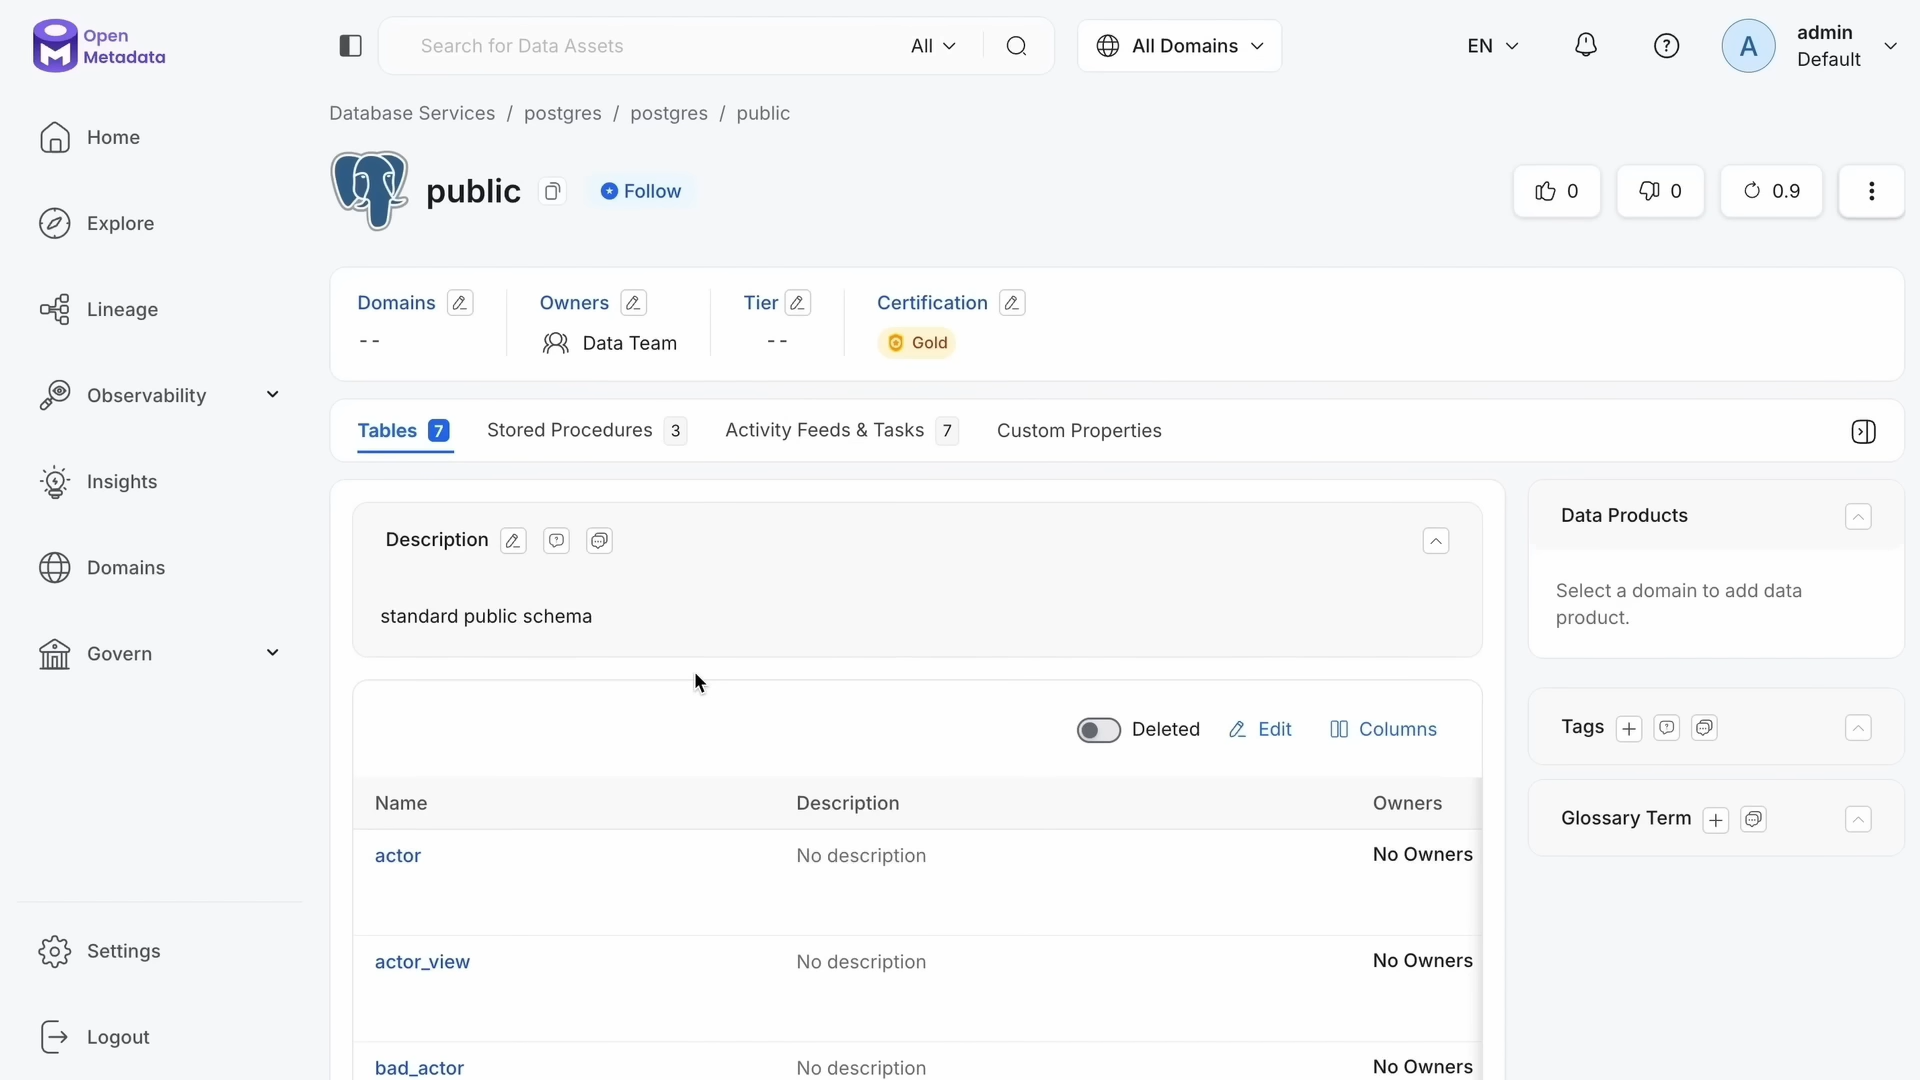 Open
Metadata
Search for Data Assets
All
All Domains
EN
A
admin
Default
Home
Explore
Lineage
Observability
Insights
Domains
Govern
Settings
Logout
Database Services / postgres / postgres / public
public
Follow
0
0
0.9
Domains
--
Owners
Data Team
Tier
--
Certification
Gold
Tables 7
Stored Procedures 3
Activity Feeds & Tasks 7
Custom Properties
Description
standard public schema
Deleted
Edit
Columns
Name Description Owners
actor No description No Owners
actor_view No description No Owners
bad_actor No description No Owners
Data Products
Select a domain to add data
product.
Tags
Glossary Term